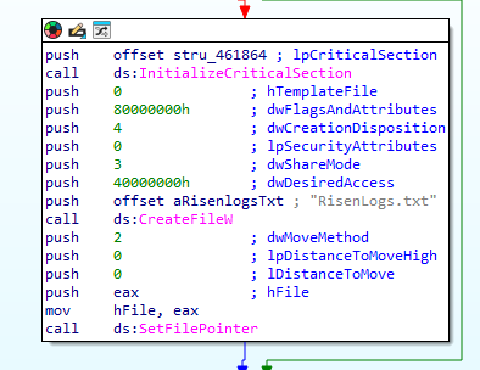 push offset stru_461864 ; lpCriticalSection
call ds:InitializeCriticalSection
push 0 ; hTemplateFile
push 80000000h ; dwFlagsAndAttributes
push 4 ; dwCreationDisposition
push 0 ; lpSecurityAttributes
push 3 ; dwShareMode
push 40000000h ; dwDesiredAccess
push offset aRisenlogsTxt ; "RisenLogs.txt"
call ds:CreateFileW
push 2 ; dwMoveMethod
push 0 ; lpDistanceToMoveHigh
push 0 ; lDistanceToMove
push eax ; hFile
mov hFile, eax
call ds:SetFilePointer